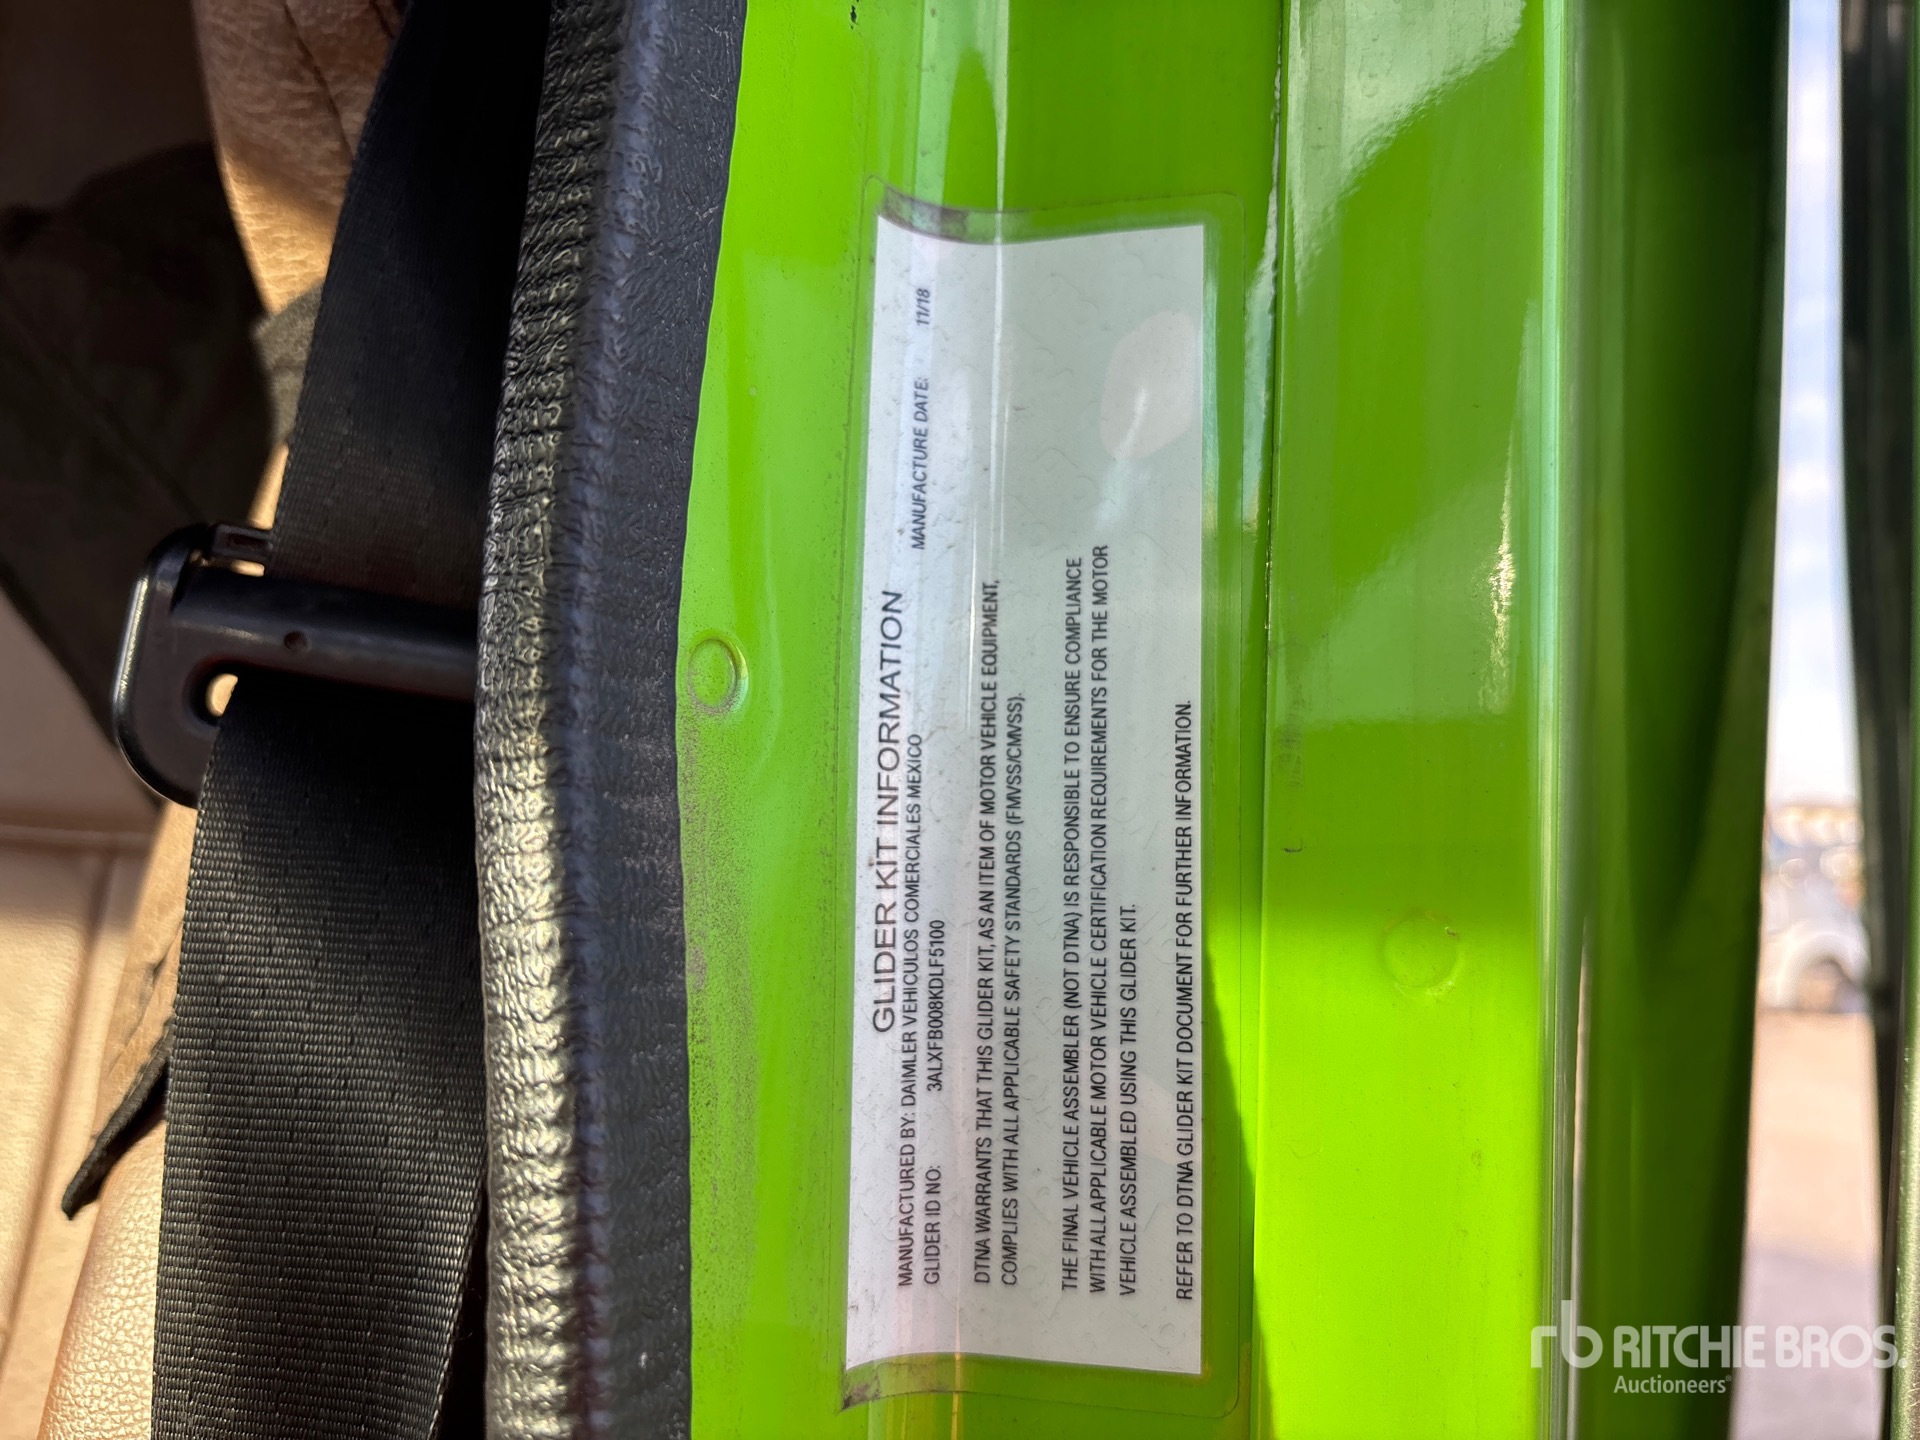 GLIDER KIT INFORMATION
MANUFACTURED BY: DAIMLER VEHICULOS COMERCIALES MEXICO
GLIDER ID NO: 3ALXFB008KDLF5100 MANUFACTURE DATE: 11/18
DTNA WARRANTS THAT THIS GLIDER KIT, AS AN ITEM OF MOTOR VEHICLE EQUIPMENT,
COMPLIES WITH ALL APPLICABLE SAFETY STANDARDS (FMVSS/CMVSS).
THE FINAL VEHICLE ASSEMBLER (NOT DTNA) IS RESPONSIBLE TO ENSURE COMPLIANCE
WITH ALL APPLICABLE MOTOR VEHICLE CERTIFICATION REQUIREMENTS FOR THE MOTOR
VEHICLE ASSEMBLED USING THIS GLIDER KIT.
REFER TO DTNA GLIDER KIT DOCUMENT FOR FURTHER INFORMATION.
rb RITCHIE BROS.
Auctioneers®